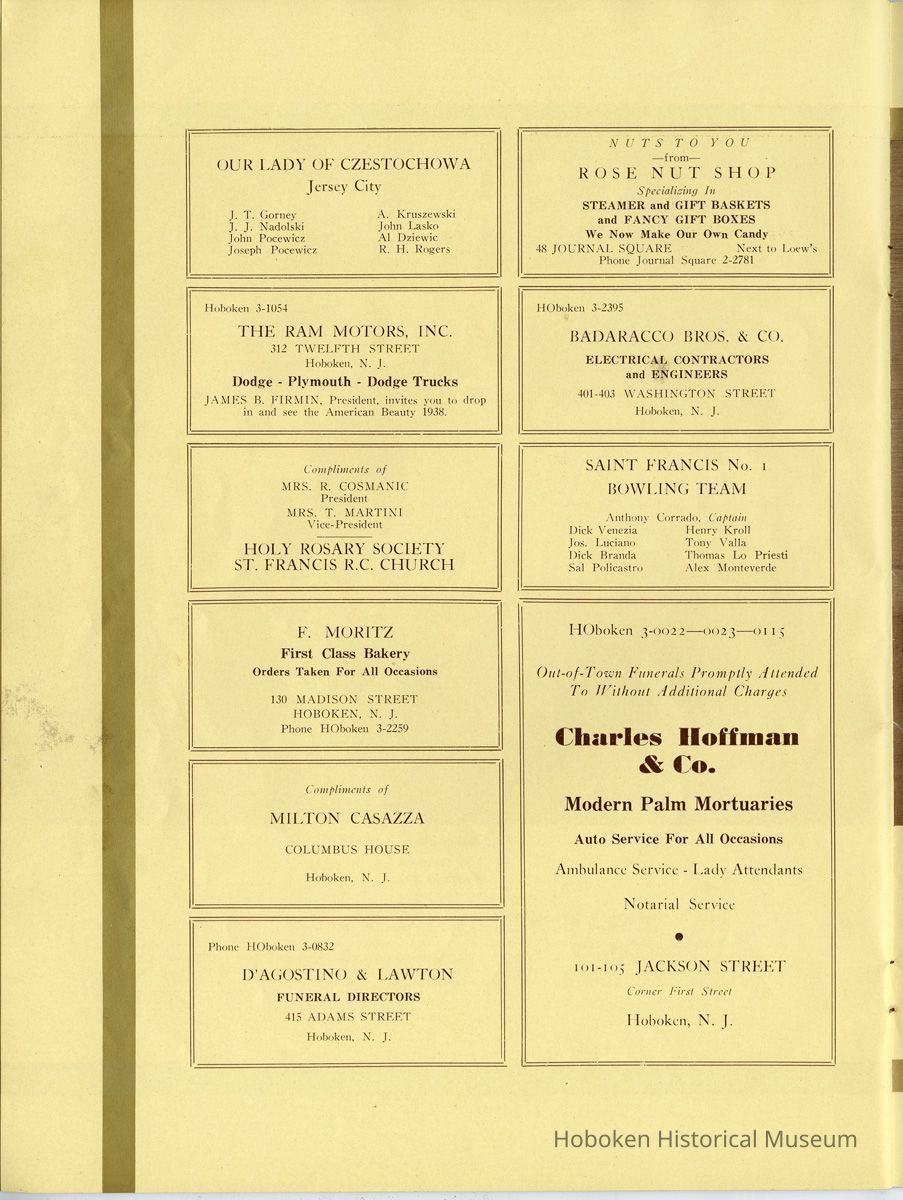 OUR LADY OF CZESTOCHOWA
Jersey City
J. T. Gorney
J. J. Nadolski
John Pocewicz
Joseph Pocewicz
A. Kruszewski
John Lasko
Al Dziewic
R. H. Rogers
NUTS TO YOU
—from—
ROSE NUT SHOP
Specializing In
STEAMER and GIFT BASKETS
and FANCY GIFT BOXES
We Now Make Our Own Candy
48 JOURNAL SQUARE Next to Loew's
Phone Journal Square 2-2781
Hoboken 3-1054
THE RAM MOTORS, INC.
312 TWELFTH STREET
Hoboken, N. J.
Dodge - Plymouth - Dodge Trucks
JAMES B. FIRMIN, President, invites you to drop
in and see the American Beauty 1938.
HOboken 3-2395
BADARACCO BROS. & CO.
ELECTRICAL CONTRACTORS
and ENGINEERS
401-403 WASHINGTON STREET
Hoboken, N. J.
Compliments of
MRS. R. COSMANIC
President
MRS. T. MARTINI
Vice-President
HOLY ROSARY SOCIETY
ST. FRANCIS R.C. CHURCH
SAINT FRANCIS No. 1
BOWLING TEAM
Anthony Corrado, Captain
Dick Venezia
Jos. Luciano
Dick Branda
Sal Policastro
Henry Kroll
Tony Valla
Thomas Lo Priesti
Alex Monteverde
F. MORITZ
First Class Bakery
Orders Taken For All Occasions
130 MADISON STREET
HOBOKEN, N. J.
Phone HOboken 3-2259
Compliments of
MILTON CASAZZA
COLUMBUS HOUSE
Hoboken, N. J.
Phone HOboken 3-0832
D'AGOSTINO & LAWTON
FUNERAL DIRECTORS
415 ADAMS STREET
Hoboken, N. J.
HOboken 3-0022—0023—0115
Out-of-Town Funerals Promptly Attended
To Without Additional Charges
Charles Hoffman
& Co.
Modern Palm Mortuaries
Auto Service For All Occasions
Ambulance Service - Lady Attendants
Notarial Service
101-105 JACKSON STREET
Corner First Street
Hoboken, N. J.
Hoboken Historical Museum